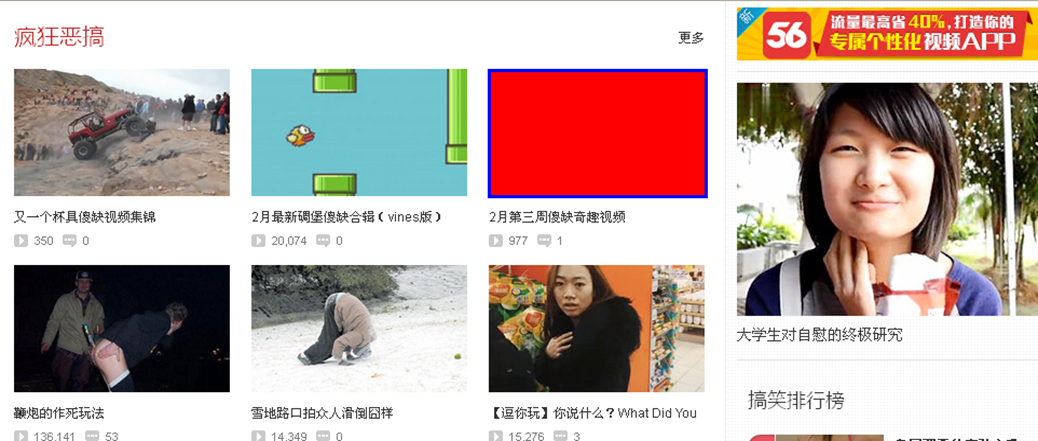 疯狂恶搞
更多
又一个杯具傻缺视频集锦
350 0
2月最新碉堡傻缺合辑（vines版）
20,074 0
2月第三周傻缺奇趣视频
977 1
鞭炮的作死玩法
136,141 53
雪地路口拍众人滑倒囧样
14,349 0
【逗你玩】你说什么？What Did You
15,276 3
新
56
流量最高省40%,打造你的
专属个性化视频APP
大学生对自慰的终极研究
搞笑排行榜